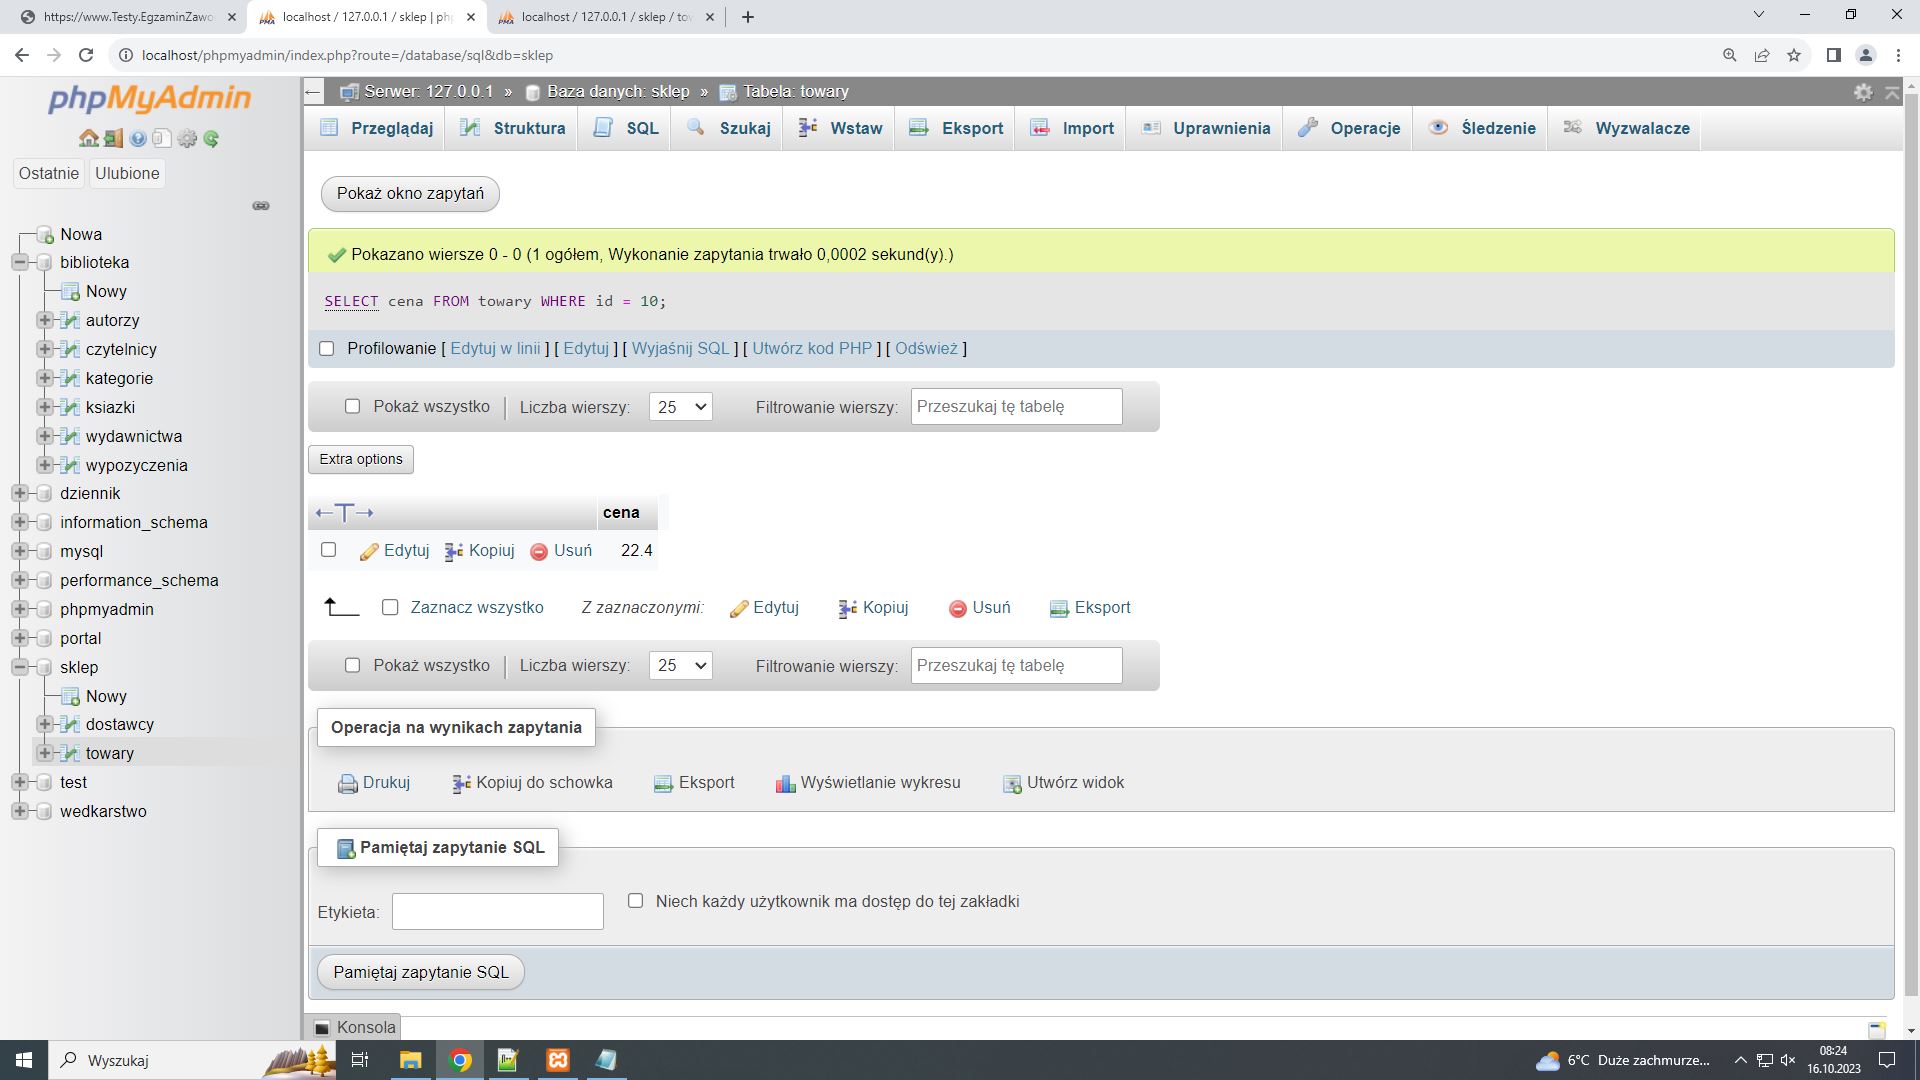 https://www.Testy.EgzaminZawo
localhost / 127.0.0.1 / sklep | php
localhost / 127.0.0.1 / sklep / tow
localhost/phpmyadmin/index.php?route=/database/sql&db=sklep
phpMyAdmin
Ostatnie
Ulubione
Nowa
biblioteka
Nowy
autorzy
czytelnicy
kategorie
ksiazki
wydawnictwa
wypozyczenia
dziennik
information_schema
mysql
performance_schema
phpmyadmin
portal
sklep
Nowy
dostawcy
towary
test
wedkarstwo
← Serwer: 127.0.0.1 » Baza danych: sklep » Tabela: towary
Przeglądaj Struktura SQL Szukaj Wstaw Eksport Import Uprawnienia Operacje Śledzenie Wyzwalacze
Pokaż okno zapytań
Pokazano wiersze 0 - 0 (1 ogółem, Wykonanie zapytania trwało 0,0002 sekund(y).)
SELECT cena FROM towary WHERE id = 10;
Profilowanie [ Edytuj w linii ] [ Edytuj ] [ Wyjaśnij SQL ] [ Utwórz kod PHP ] [ Odśwież ]
Pokaż wszystko | Liczba wierszy: 25 Filtrowanie wierszy: Przeszukaj tę tabelę
Extra options
←T→ cena
Edytuj Kopiuj Usuń 22.4
Zaznacz wszystko Z zaznaczonymi: Edytuj Kopiuj Usuń Eksport
Pokaż wszystko | Liczba wierszy: 25 Filtrowanie wierszy: Przeszukaj tę tabelę
Operacja na wynikach zapytania
Drukuj Kopiuj do schowka Eksport Wyświetlanie wykresu Utwórz widok
Pamiętaj zapytanie SQL
Etykieta: Niech każdy użytkownik ma dostęp do tej zakładki
Pamiętaj zapytanie SQL
Konsola
Wyszukaj
6°C Duże zachmurze...
08:24
16.10.2023